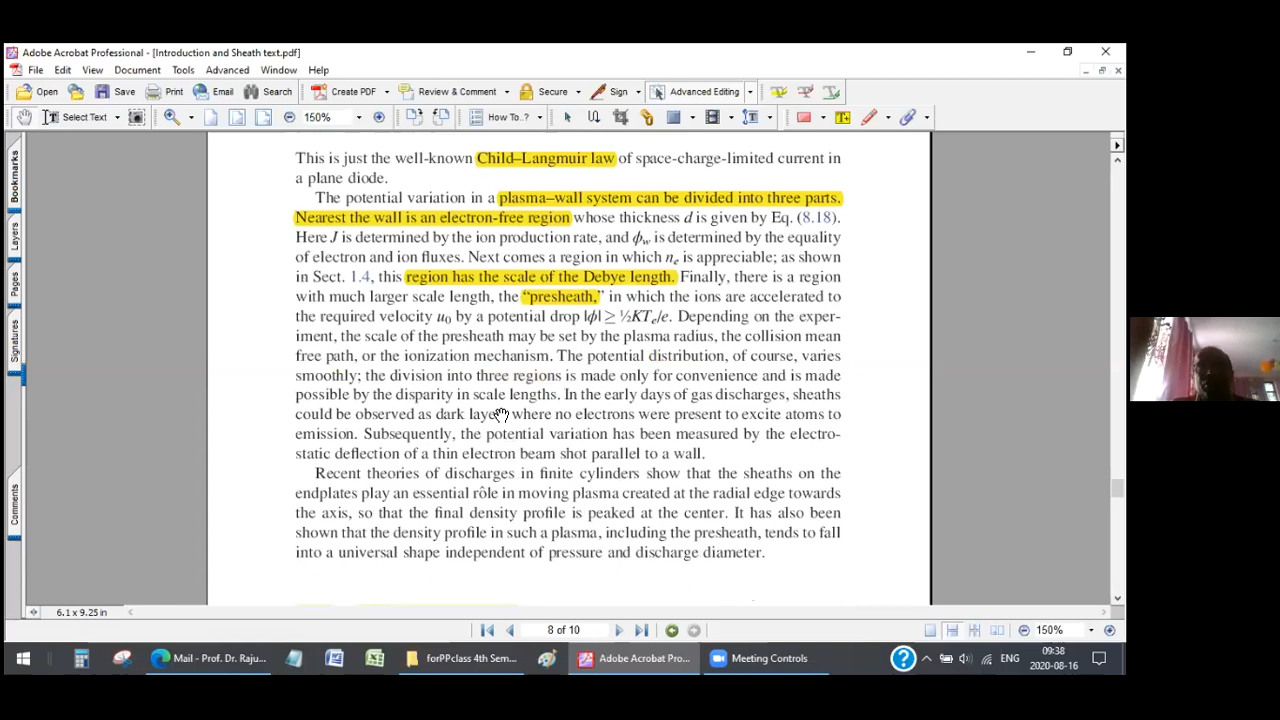 Adobe Acrobat Professional - [Introduction and Sheath text.pdf]
File Edit View Document Tools Advanced Window Help
Open Save Print Email Search Create PDF Review & Comment Secure Sign Advanced Editing
Select Text 150% How To..?
Bookmarks
Layers
Pages
Signatures
Comments
This is just the well-known Child–Langmuir law of space-charge-limited current in
a plane diode.
The potential variation in a plasma–wall system can be divided into three parts.
Nearest the wall is an electron-free region whose thickness d is given by Eq. (8.18).
Here J is determined by the ion production rate, and ϕw is determined by the equality
of electron and ion fluxes. Next comes a region in which ne is appreciable; as shown
in Sect. 1.4, this region has the scale of the Debye length. Finally, there is a region
with much larger scale length, the “presheath,” in which the ions are accelerated to
the required velocity u0 by a potential drop |ϕ| ≥ ½KTe/e. Depending on the exper-
iment, the scale of the presheath may be set by the plasma radius, the collision mean
free path, or the ionization mechanism. The potential distribution, of course, varies
smoothly; the division into three regions is made only for convenience and is made
possible by the disparity in scale lengths. In the early days of gas discharges, sheaths
could be observed as dark layers where no electrons were present to excite atoms to
emission. Subsequently, the potential variation has been measured by the electro-
static deflection of a thin electron beam shot parallel to a wall.
Recent theories of discharges in finite cylinders show that the sheaths on the
endplates play an essential rôle in moving plasma created at the radial edge towards
the axis, so that the final density profile is peaked at the center. It has also been
shown that the density profile in such a plasma, including the presheath, tends to fall
into a universal shape independent of pressure and discharge diameter.
6.1 x 9.25 in
8 of 10
150%
Mail - Prof. Dr. Raju... forPPclass 4th Sem... Adobe Acrobat Pro... Meeting Controls ENG 09:38
2020-08-16